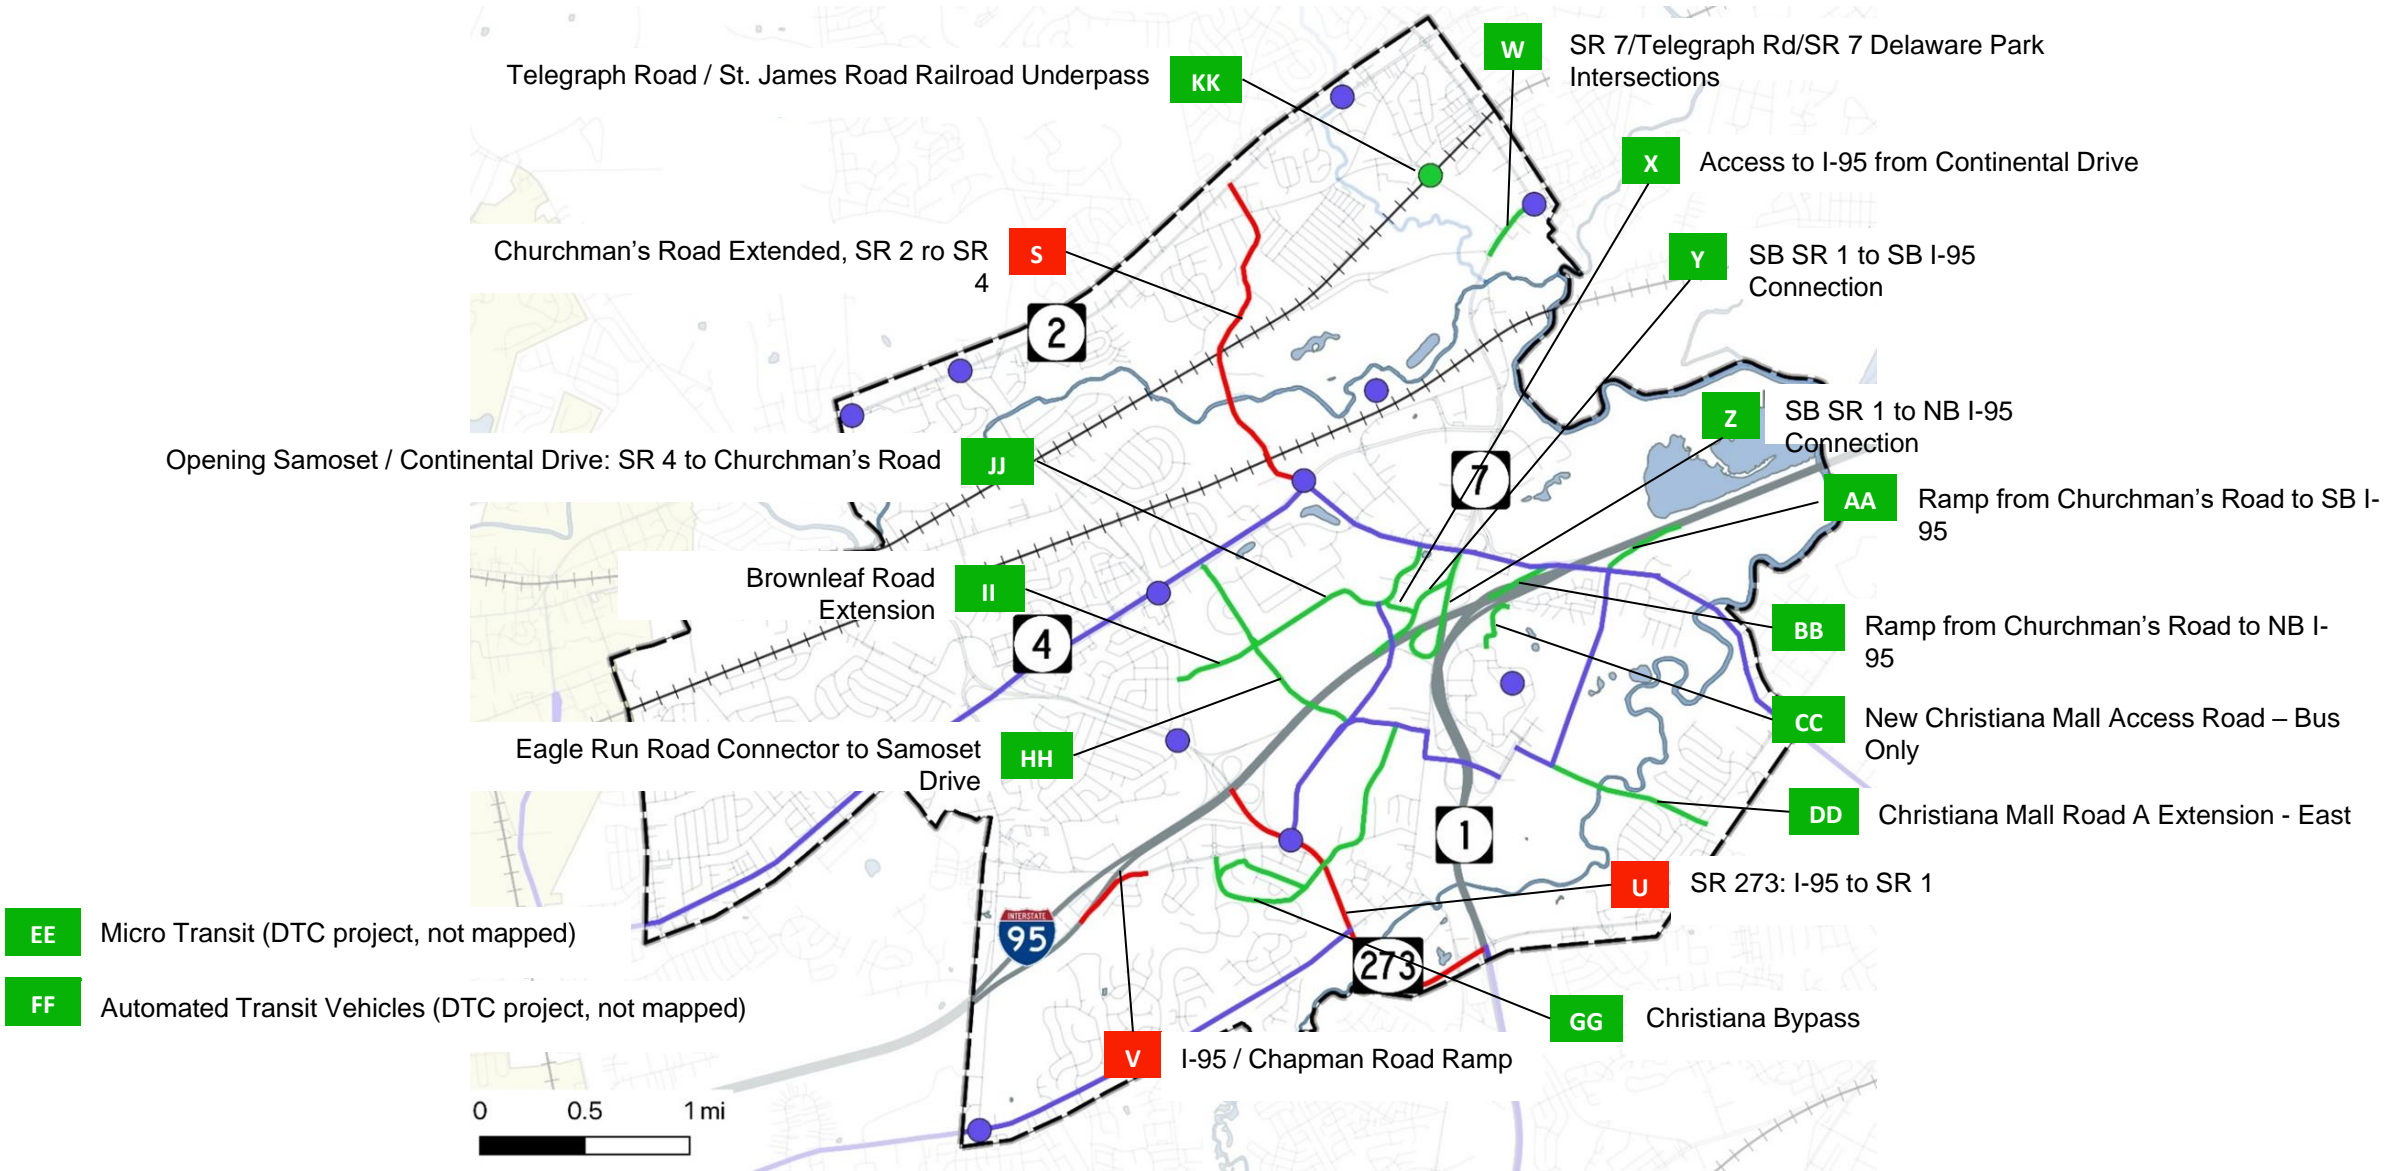 W
SR 7/Telegraph Rd/SR 7 Delaware Park
Intersections
Telegraph Road / St. James Road Railroad Underpass
KK
X
Access to I-95 from Continental Drive
Churchman’s Road Extended, SR 2 ro SR
4
S
Y
SB SR 1 to SB I-95
Connection
2
Z
SB SR 1 to NB I-95
Connection
Opening Samoset / Continental Drive: SR 4 to Churchman’s Road
JJ
7
AA
Ramp from Churchman’s Road to SB I-
95
Brownleaf Road
Extension
II
4
BB
Ramp from Churchman’s Road to NB I-
95
CC
New Christiana Mall Access Road – Bus
Only
Eagle Run Road Connector to Samoset
Drive
HH
DD
Christiana Mall Road A Extension - East
1
U
SR 273: I-95 to SR 1
EE
Micro Transit (DTC project, not mapped)
INTERSTATE
95
273
FF
Automated Transit Vehicles (DTC project, not mapped)
GG
Christiana Bypass
V
I-95 / Chapman Road Ramp
0 0.5 1 mi